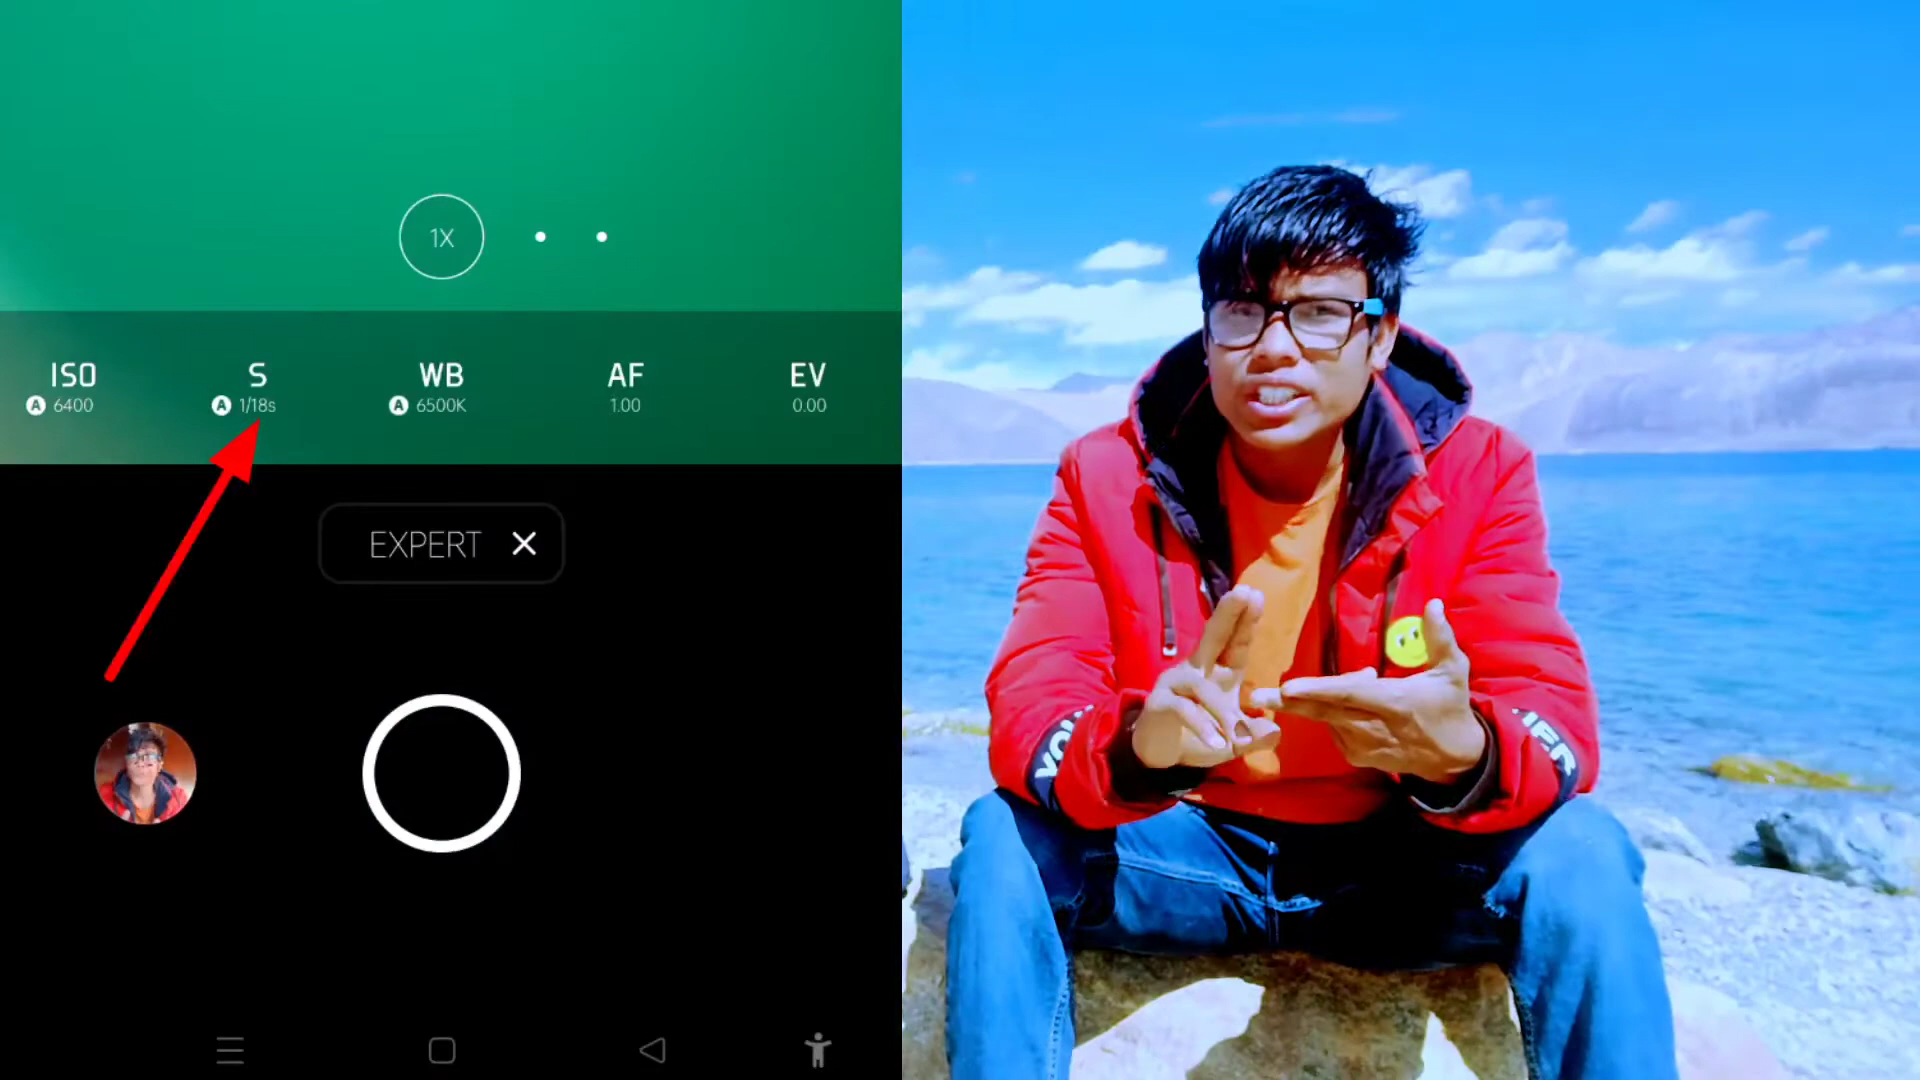 1X
ISO S WB AF EV
A 6400 A 1/18s A 6500K 1.00 0.00
EXPERT X